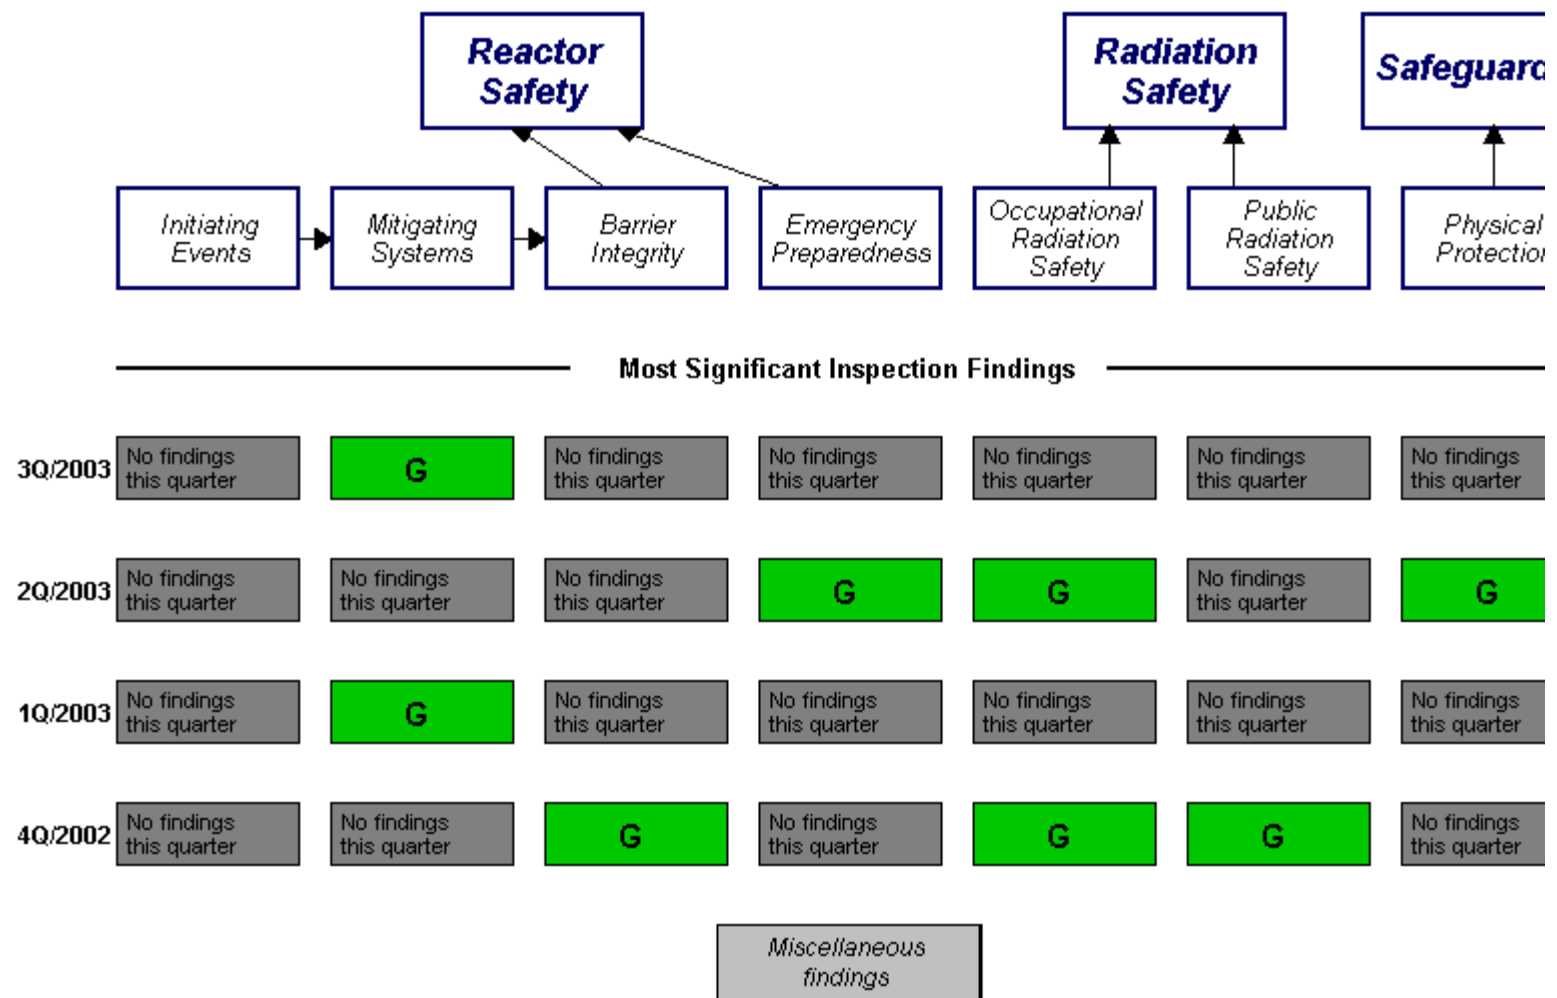 Reactor
Safety
Radiation
Safety
Safeguard
Initiating
Events
Mitigating
Systems
Barrier
Integrity
Emergency
Preparedness
Occupational
Radiation
Safety
Public
Radiation
Safety
Physical
Protection
Most Significant Inspection Findings
3Q/2003
No findings
this quarter
G
No findings
this quarter
No findings
this quarter
No findings
this quarter
No findings
this quarter
No findings
this quarter
2Q/2003
No findings
this quarter
No findings
this quarter
No findings
this quarter
G
G
No findings
this quarter
G
1Q/2003
No findings
this quarter
G
No findings
this quarter
No findings
this quarter
No findings
this quarter
No findings
this quarter
No findings
this quarter
4Q/2002
No findings
this quarter
No findings
this quarter
G
No findings
this quarter
G
G
No findings
this quarter
Miscellaneous
findings